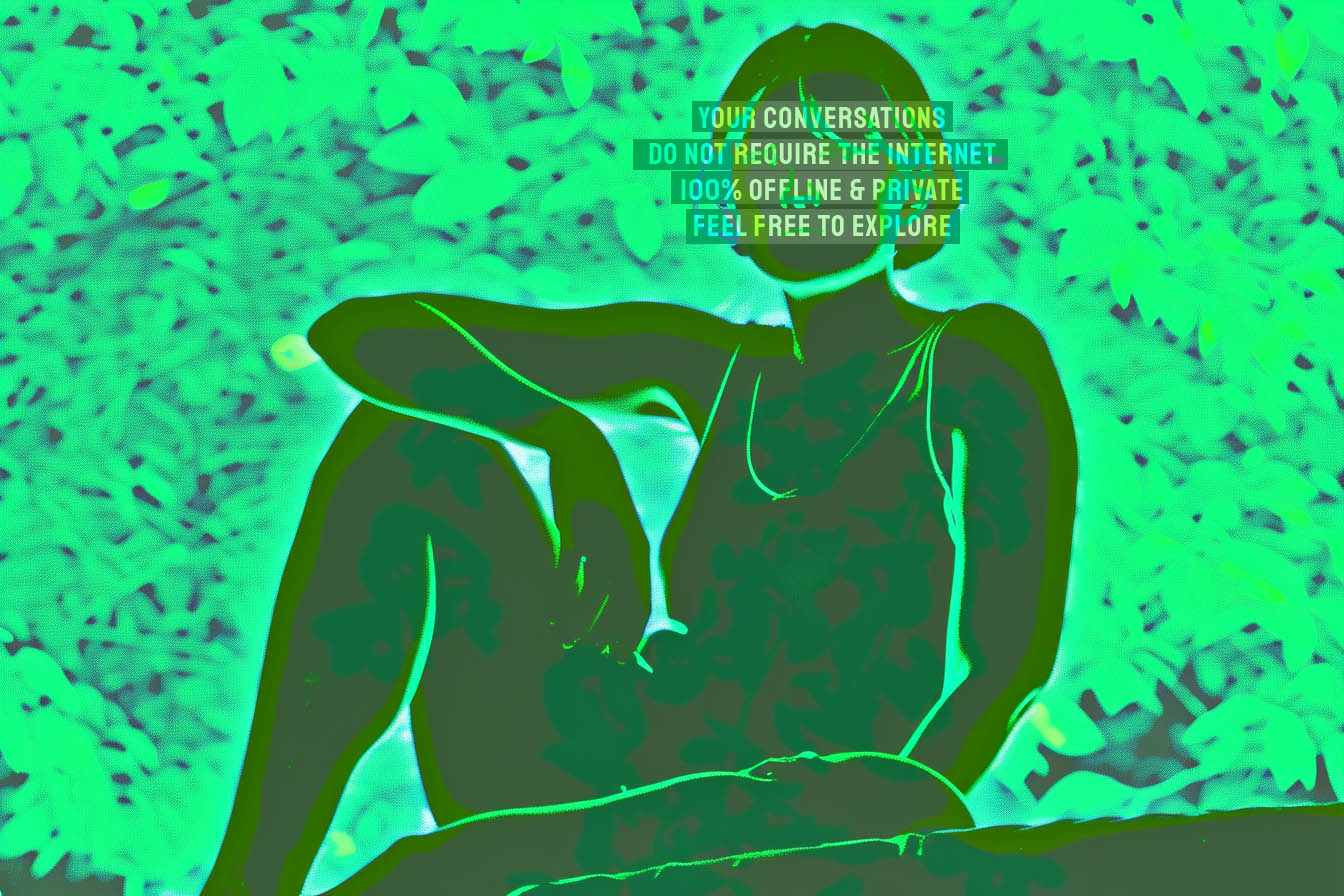 YOUR CONVERSATIONS
DO NOT REQUIRE THE INTERNET
100% OFFLINE & PRIVATE
FEEL FREE TO EXPLORE